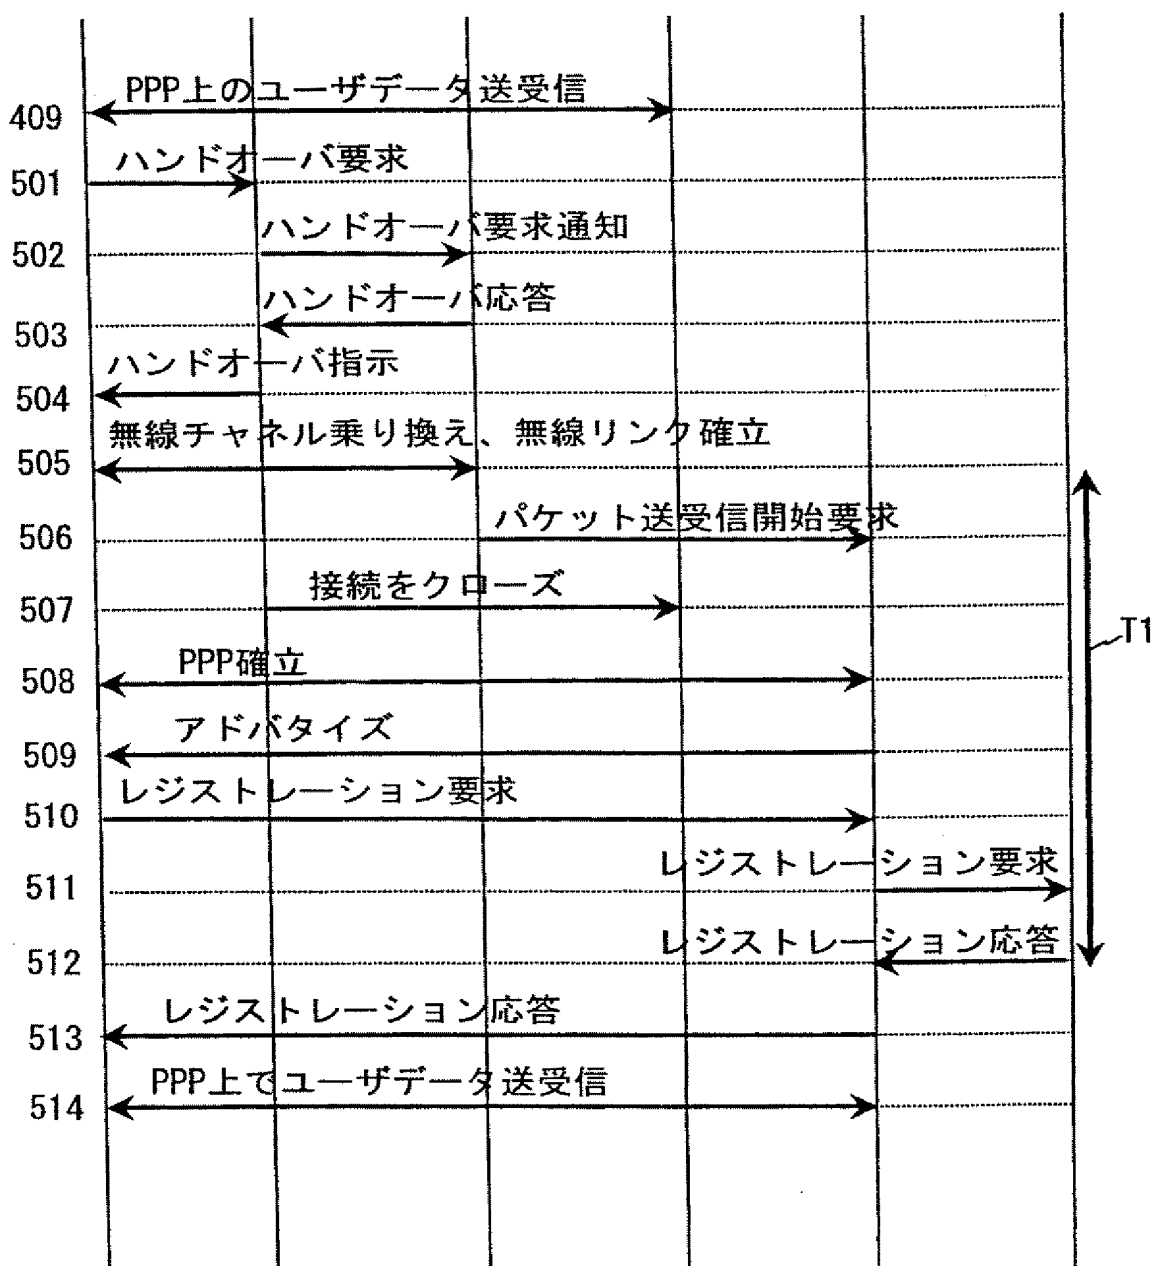 PPP上のユーザデータ送受信
409
ハンドオーバ要求
501
ハンドオーバ要求通知
502
ハンドオーバ応答
503
ハンドオーバ指示
504
無線チャネル乗り換え、無線リンク確立
505
パケット送受信開始要求
506
接続をクローズ
507
T1
PPP確立
508
アドバタイズ
509
レジストレーション要求
510
レジストレーション要求
511
レジストレーション応答
512
レジストレーション応答
513
PPP上でユーザデータ送受信
514